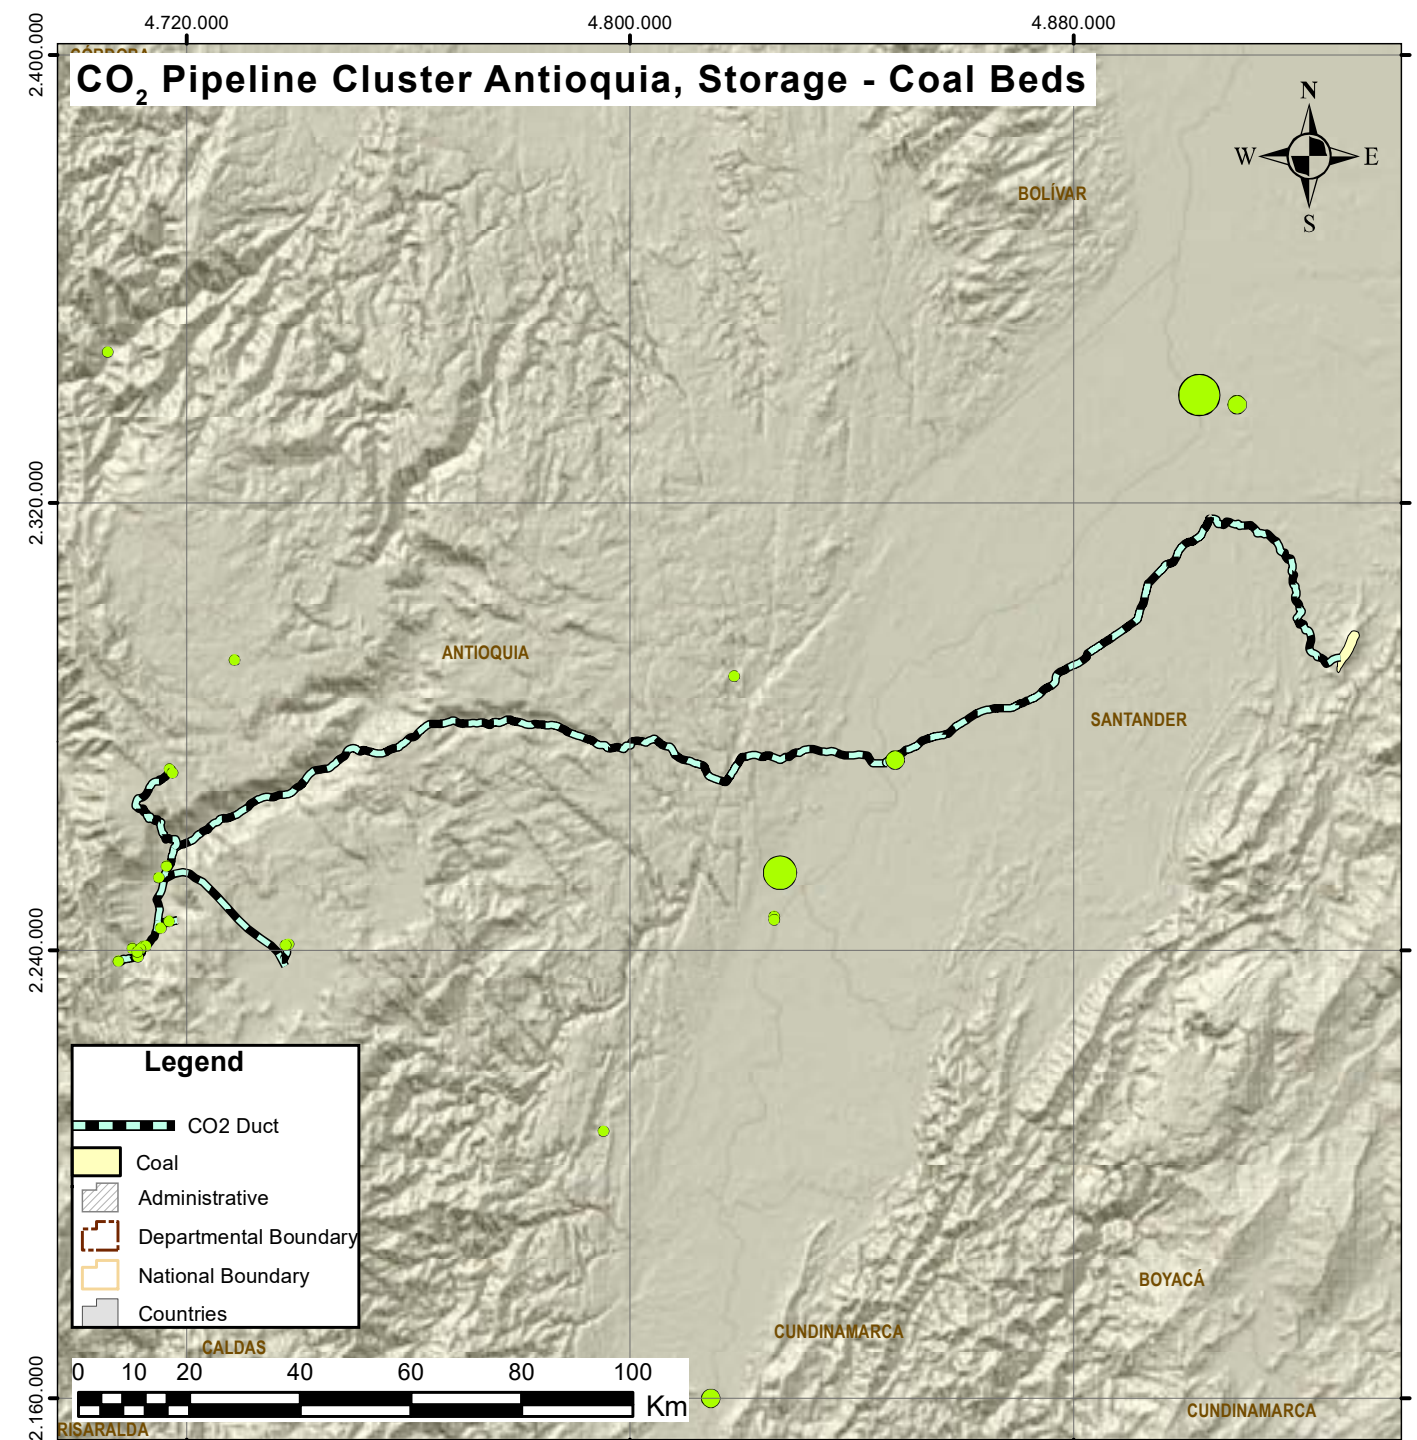 4.720.000 4.800.000 4.880.000
2.400.000
CÓRDOBA
CO2 Pipeline Cluster Antioquia, Storage - Coal Beds
N
W E
S
BOLÍVAR
2.320.000
ANTIOQUIA
SANTANDER
2.240.000
Legend
CO2 Duct
Coal
Administrative
Departmental Boundary
National Boundary
Countries
BOYACÁ
CUNDINAMARCA
CALDAS
0 10 20 40 60 80 100
Km
2.160.000
CUNDINAMARCA
RISARALDA